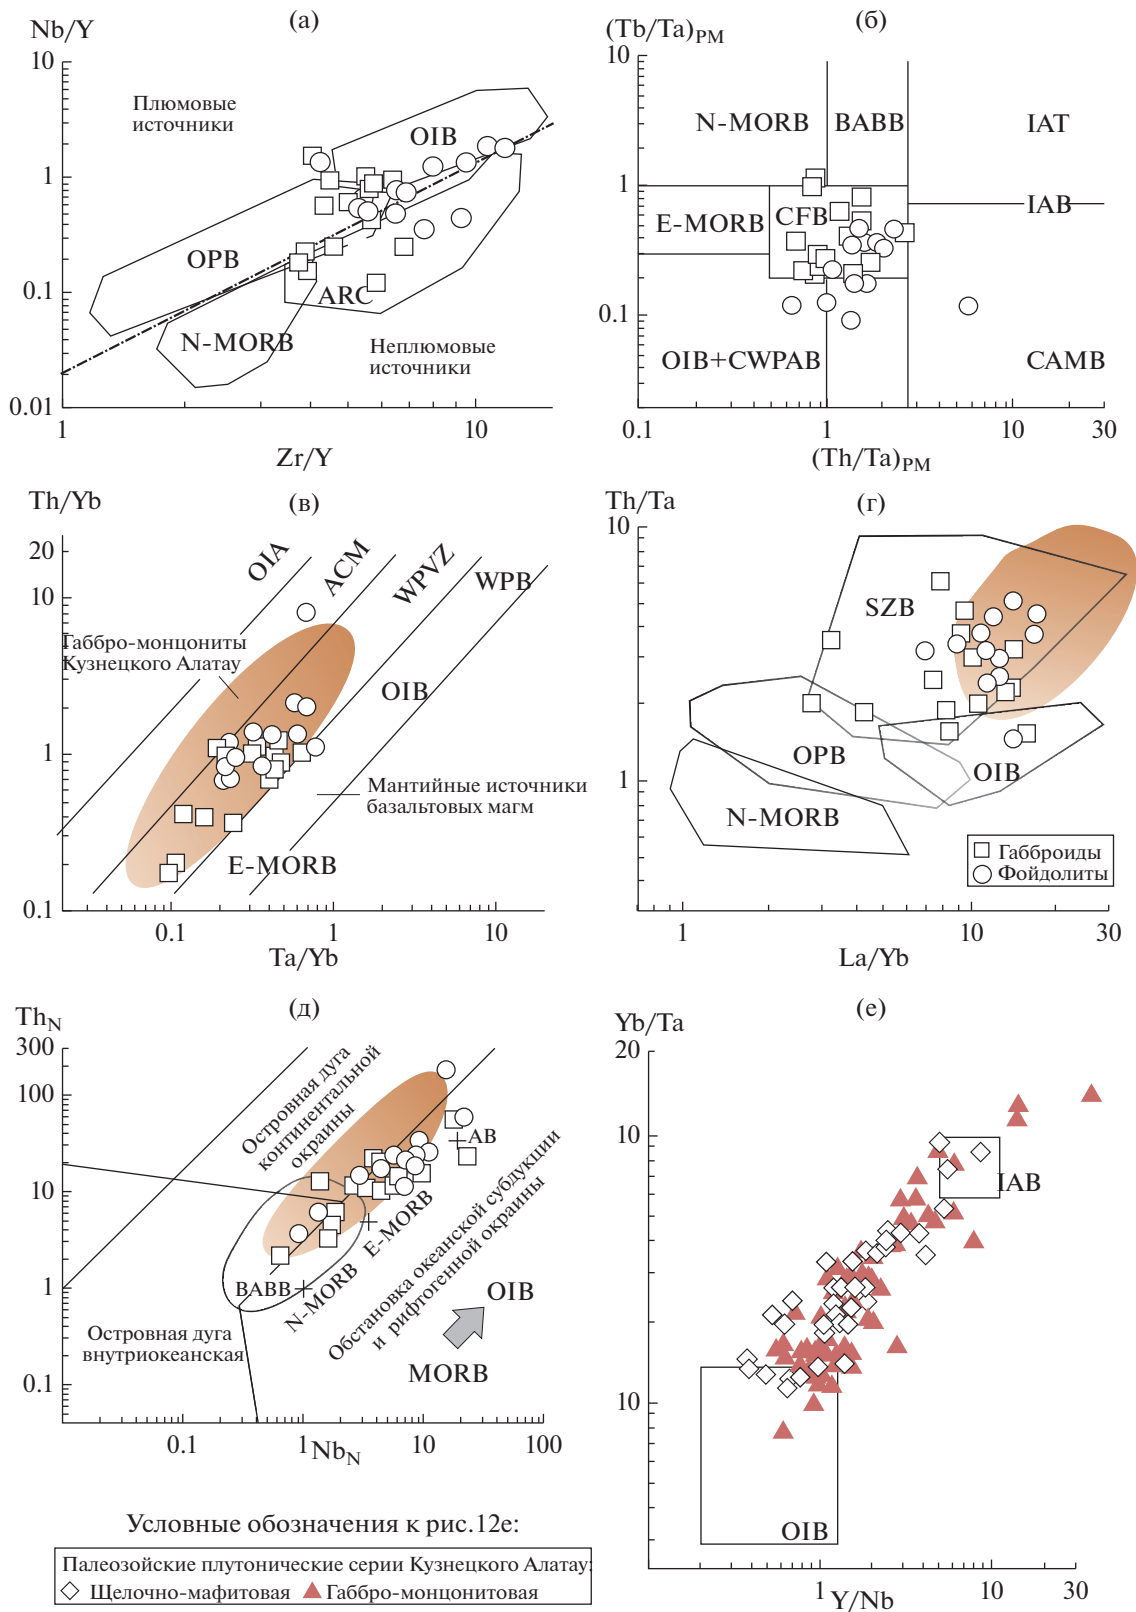 (а)
Nb/Y
10
1
0.1
0.01
Плюмовые
источники
OIB
OPB
ARC
N-MORB
Неплюмовые
источники
1
10
Zr/Y
(б)
(Tb/Ta)PM
10
1
0.1
N-MORB
BABB
IAT
E-MORB
CFB
IAB
OIB+CWPAB
CAMB
0.1
1
10
30
(Th/Ta)PM
(в)
Th/Yb
20
10
1
0.1
OIA
ACM
WPVZ
WPB
Габбро-монцониты
Кузнецкого Алатау
OIB
Мантийные источники
базальтовых магм
E-MORB
0.1
1
10
Ta/Yb
(г)
Th/Ta
10
1
SZB
OPB
OIB
N-MORB
Габброиды
Фойдолиты
1
10
30
La/Yb
(д)
ThN
300
100
10
1
0.1
Островная дуга
континентальной
окраины
AB
E-MORB
N-MORB
BABB
Обстановка океанской субдукции
и рифтогенной окраины
OIB
MORB
Островная дуга
внутриокеанская
0.1
1
10
100
NbN
(е)
Yb/Ta
20
10
10
IAB
OIB
1
10
30
Y/Nb
Условные обозначения к рис.12е:
Палеозойские плутонические серии Кузнецкого Алатау:
Щелочно-мафитовая
Габбро-монцонитовая